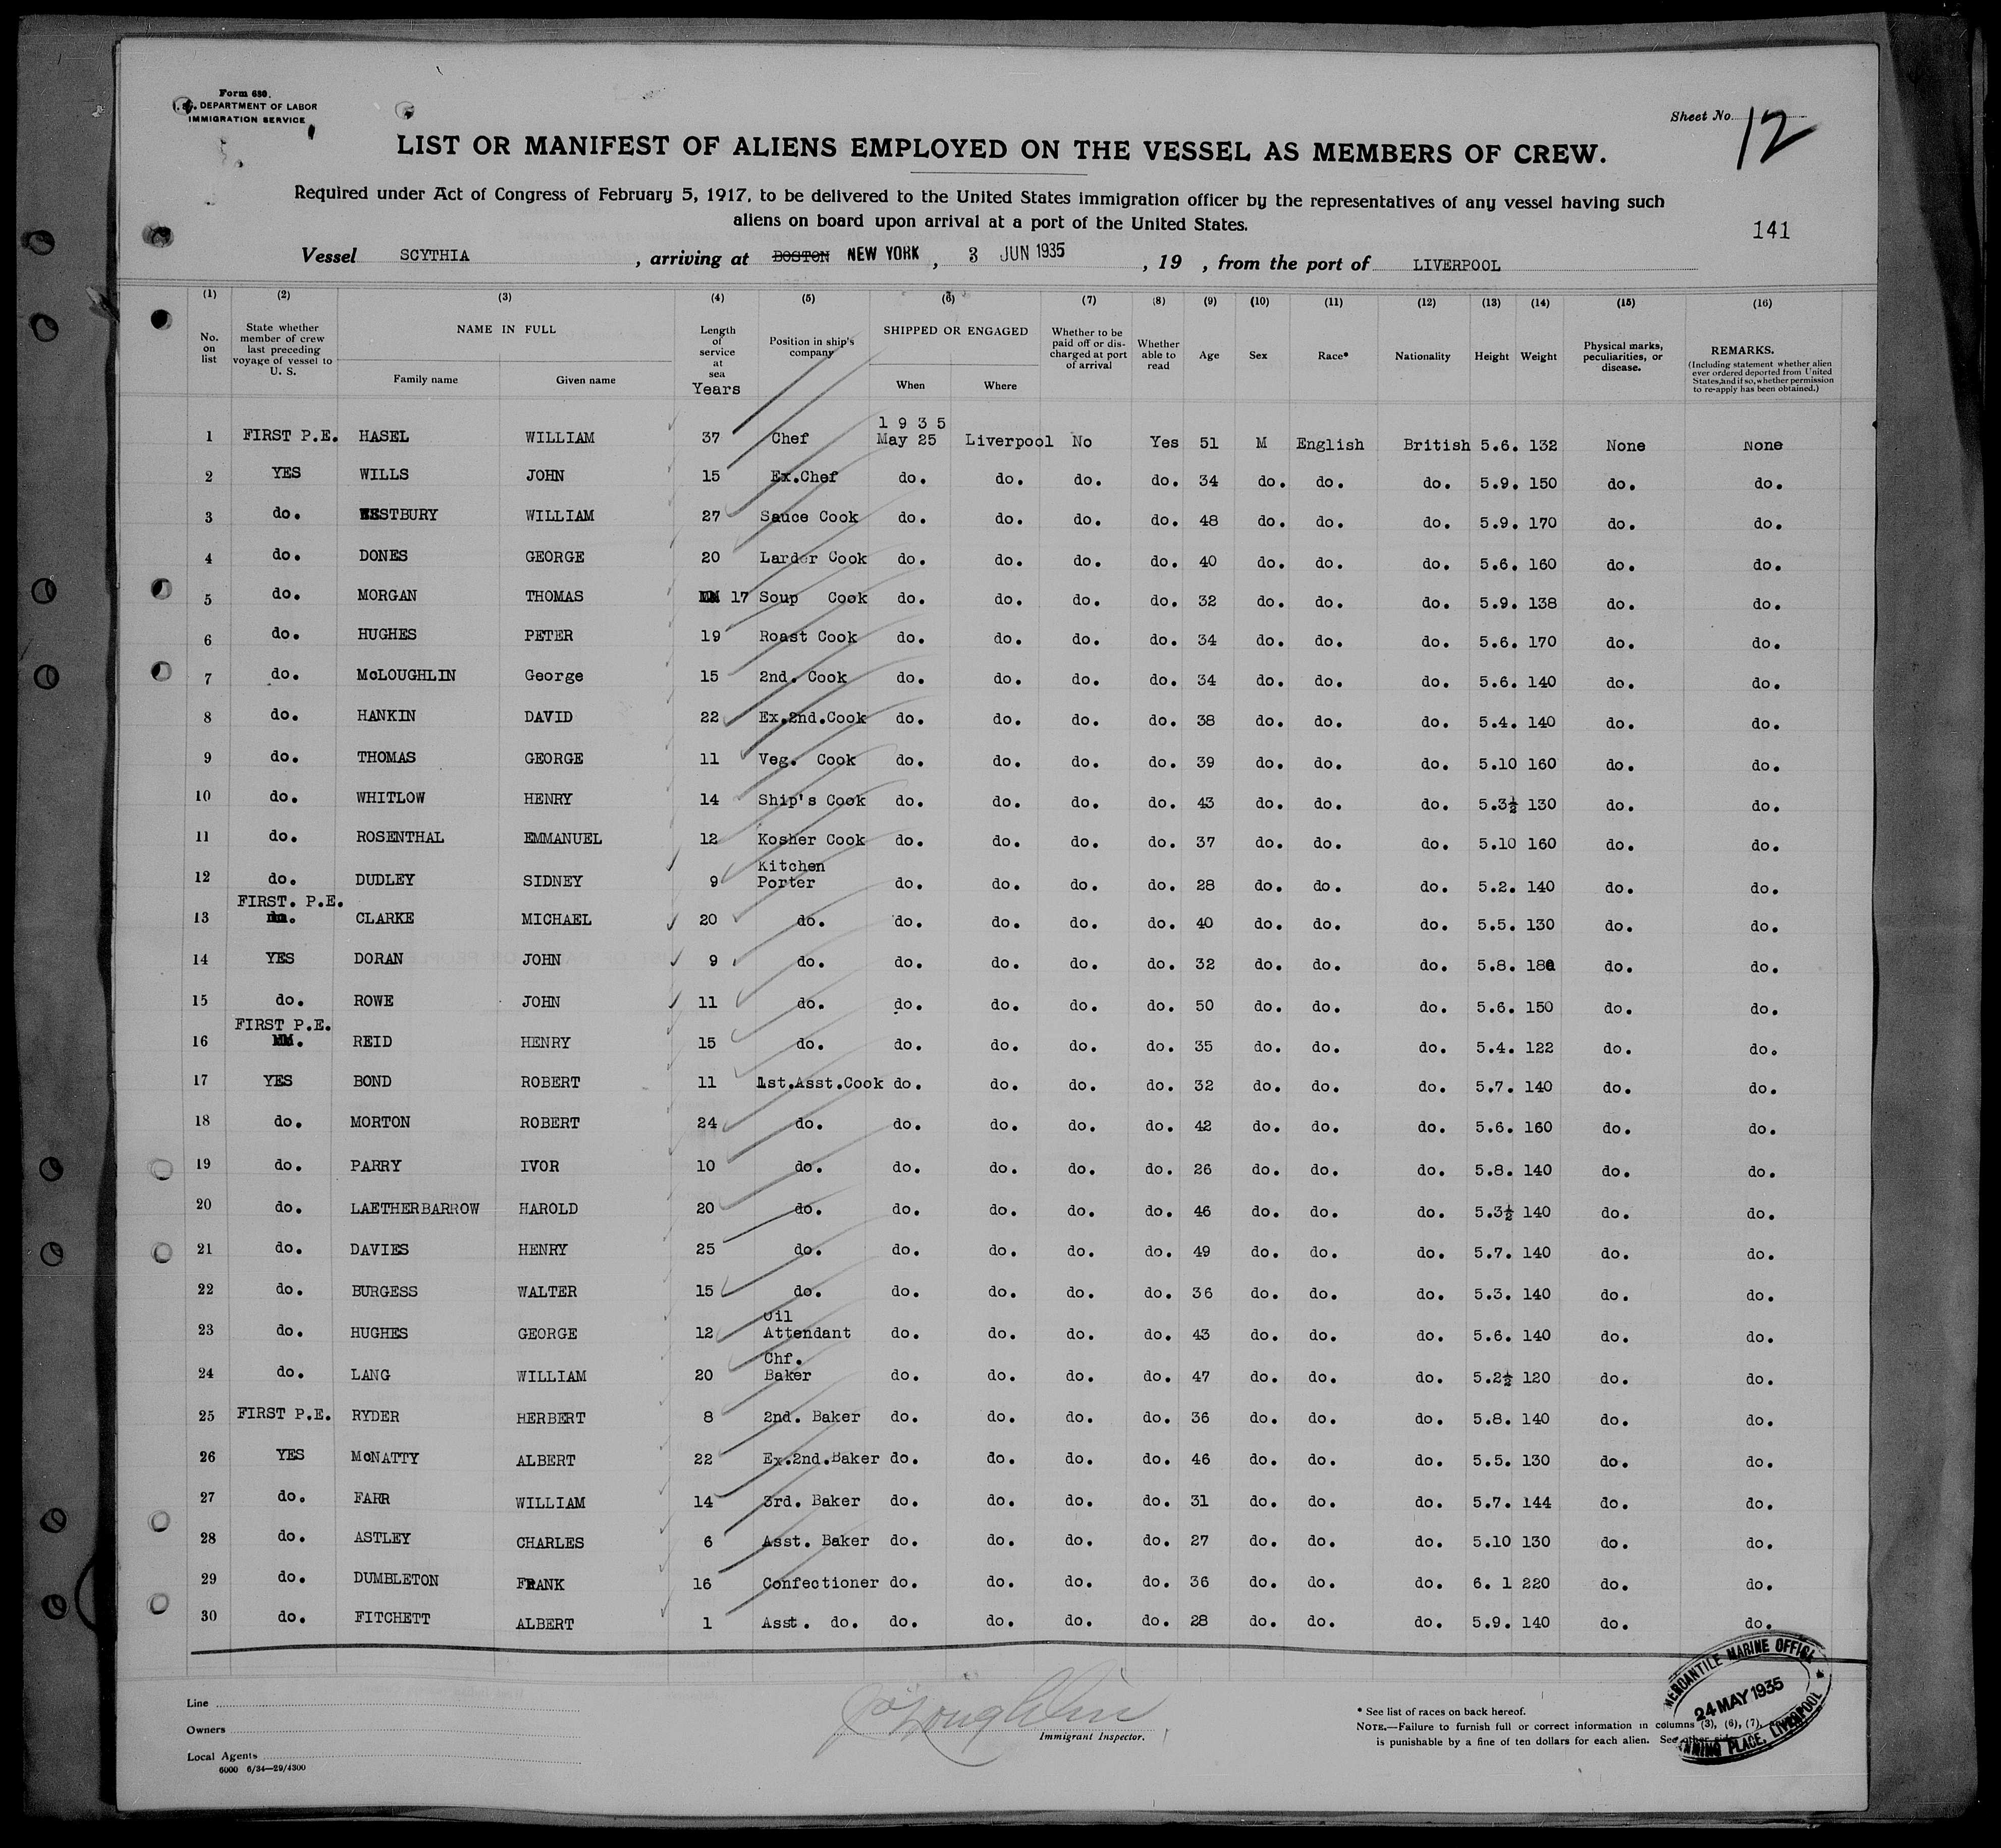 Form 680.
U.S. DEPARTMENT OF LABOR
IMMIGRATION SERVICE
Sheet No. 12
LIST OR MANIFEST OF ALIENS EMPLOYED ON THE VESSEL AS MEMBERS OF CREW.
Required under Act of Congress of February 5, 1917, to be delivered to the United States immigration officer by the representatives of any vessel having such
aliens on board upon arrival at a port of the United States.
141
Vessel SCYTHIA , arriving at BOSTON NEW YORK , 3 JUN 1935 , 19 , from the port of LIVERPOOL
(1) (2) (3) (4) (5) (6) (7) (8) (9) (10) (11) (12) (13) (14) (15) (16)
No. on list State whether member of crew last preceding voyage of vessel to U. S. NAME IN FULL Family name Given name Length of service at sea Years Position in ship's company SHIPPED OR ENGAGED When Where Whether to be paid off or discharged at port of arrival Whether able to read Age Sex Race* Nationality Height Weight Physical marks, peculiarities, or disease. REMARKS. (Including statement whether alien ever ordered deported from United States, and if so, whether permission to re-apply has been obtained.)
1 FIRST P.E. HASEL WILLIAM 37 Chef 1935 May 25 Liverpool No Yes 51 M English British 5.6. 132 None None
2 YES WILLS JOHN 15 Ex.Chef do. do. do. do. 34 do. do. do. 5.9. 150 do. do.
3 do. WESTBURY WILLIAM 27 Sauce Cook do. do. do. do. 48 do. do. do. 5.9. 170 do. do.
4 do. DONES GEORGE 20 Larder Cook do. do. do. do. 40 do. do. do. 5.6. 160 do. do.
5 do. MORGAN THOMAS 17 Soup Cook do. do. do. do. 32 do. do. do. 5.9. 138 do. do.
6 do. HUGHES PETER 19 Roast Cook do. do. do. do. 34 do. do. do. 5.6. 170 do. do.
7 do. McLOUGHLIN George 15 2nd. Cook do. do. do. do. 34 do. do. do. 5.6. 140 do. do.
8 do. HANKIN DAVID 22 Ex.2nd.Cook do. do. do. do. 38 do. do. do. 5.4. 140 do. do.
9 do. THOMAS GEORGE 11 Veg. Cook do. do. do. do. 39 do. do. do. 5.10 160 do. do.
10 do. WHITLOW HENRY 14 Ship's Cook do. do. do. do. 43 do. do. do. 5.3½ 130 do. do.
11 do. ROSENTHAL EMMANUEL 12 Kosher Cook do. do. do. do. 37 do. do. do. 5.10 160 do. do.
12 do. DUDLEY SIDNEY 9 Kitchen Porter do. do. do. do. 28 do. do. do. 5.2. 140 do. do.
13 FIRST. P.E. CLARKE MICHAEL 20 do. do. do. do. do. 40 do. do. do. 5.5. 130 do. do.
14 YES DORAN JOHN 9 do. do. do. do. do. 32 do. do. do. 5.8. 180 do. do.
15 do. ROWE JOHN 11 do. do. do. do. do. 50 do. do. do. 5.6. 150 do. do.
16 FIRST P.E. REID HENRY 15 do. do. do. do. do. 35 do. do. do. 5.4. 122 do. do.
17 YES BOND ROBERT 11 1st.Asst.Cook do. do. do. do. 32 do. do. do. 5.7. 140 do. do.
18 do. MORTON ROBERT 24 do. do. do. do. do. 42 do. do. do. 5.6. 160 do. do.
19 do. PARRY IVOR 10 do. do. do. do. do. 26 do. do. do. 5.8. 140 do. do.
20 do. LAETHERBARROW HAROLD 20 do. do. do. do. do. 46 do. do. do. 5.3½ 140 do. do.
21 do. DAVIES HENRY 25 do. do. do. do. do. 49 do. do. do. 5.7. 140 do. do.
22 do. BURGESS WALTER 15 do. do. do. do. do. 36 do. do. do. 5.3. 140 do. do.
23 do. HUGHES GEORGE 12 Oil Attendant do. do. do. do. 43 do. do. do. 5.6. 140 do. do.
24 do. LANG WILLIAM 20 Chf. Baker do. do. do. do. 47 do. do. do. 5.2½ 120 do. do.
25 FIRST P.E. RYDER HERBERT 8 2nd. Baker do. do. do. do. 36 do. do. do. 5.8. 140 do. do.
26 YES McNATTY ALBERT 22 Ex.2nd.Baker do. do. do. do. 46 do. do. do. 5.5. 130 do. do.
27 do. FARR WILLIAM 14 3rd. Baker do. do. do. do. 31 do. do. do. 5.7. 144 do. do.
28 do. ASTLEY CHARLES 6 Asst. Baker do. do. do. do. 27 do. do. do. 5.10 130 do. do.
29 do. DUMBLETON FRANK 16 Confectioner do. do. do. do. 36 do. do. do. 6. 1 220 do. do.
30 do. FITCHETT ALBERT 1 Asst. do. do. do. do. do. 28 do. do. do. 5.9. 140 do. do.
Line
Owners
Local Agents
6000 6/34—29/4300
Immigrant Inspector.
* See list of races on back hereof.
NOTE.—Failure to furnish full or correct information in columns (3), (6), (7),
is punishable by a fine of ten dollars for each alien. See other side
MERCANTILE MARINE OFFICE
24 MAY 1935
CANNING PLACE, LIVERPOOL